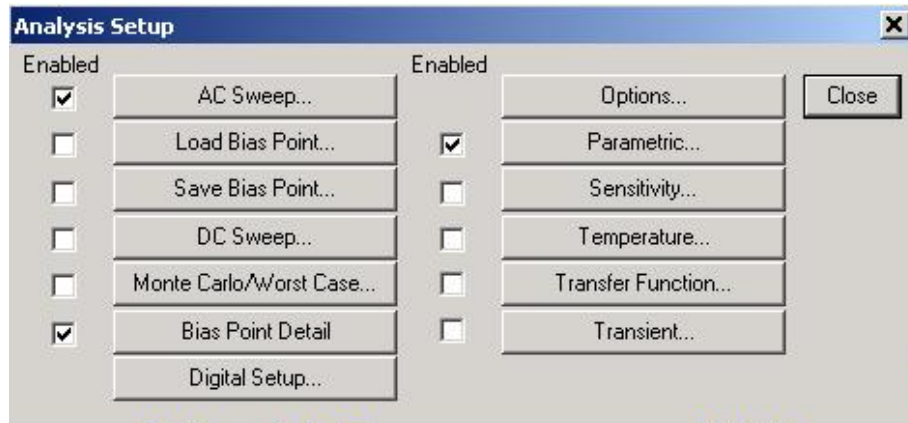 Analysis Setup
Enabled
AC Sweep...
Load Bias Point...
Save Bias Point...
DC Sweep...
Monte Carlo/Worst Case...
Bias Point Detail
Digital Setup...
Enabled
Options...
Parametric...
Sensitivity...
Temperature...
Transfer Function...
Transient...
Close